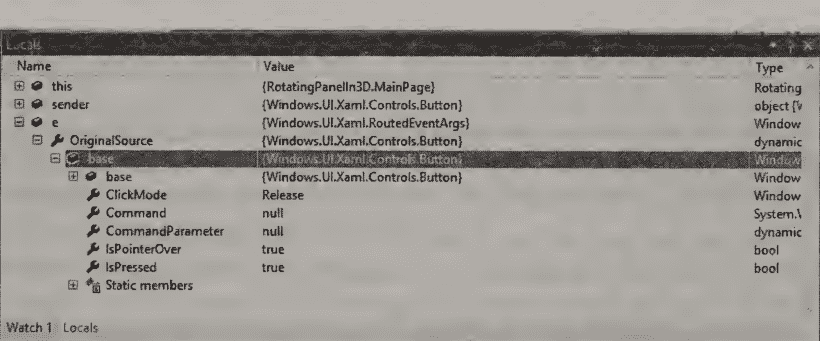 Locals
Name Value Type
this {RotatingPanelIn3D.MainPage} Rotating
sender {Windows.UI.Xaml.Controls.Button} object {V
e {Windows.UI.Xaml.RoutedEventArgs} Window
OriginalSource {Windows.UI.Xaml.Controls.Button} dynamic
base {Windows.UI.Xaml.Controls.Button} Window
base {Windows.UI.Xaml.Controls.Button} Window
ClickMode Release Window
Command null System.\
CommandParameter null dynamic
IsPointerOver true bool
IsPressed true bool
Static members
Watch 1 Locals